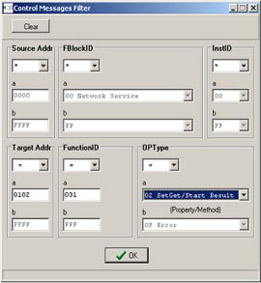 Control Messages Filter
Clear
Source Addr FBlockID InstID
* * *
a a a
0000 00 Network Service 00
b b b
FFFF FF FF
Target Addr FunctionID OPType
= = =
a a a
0102 031 02 SetGet/Start Result
(Property/Method)
b b b
FFFF FFF 0F Error
OK